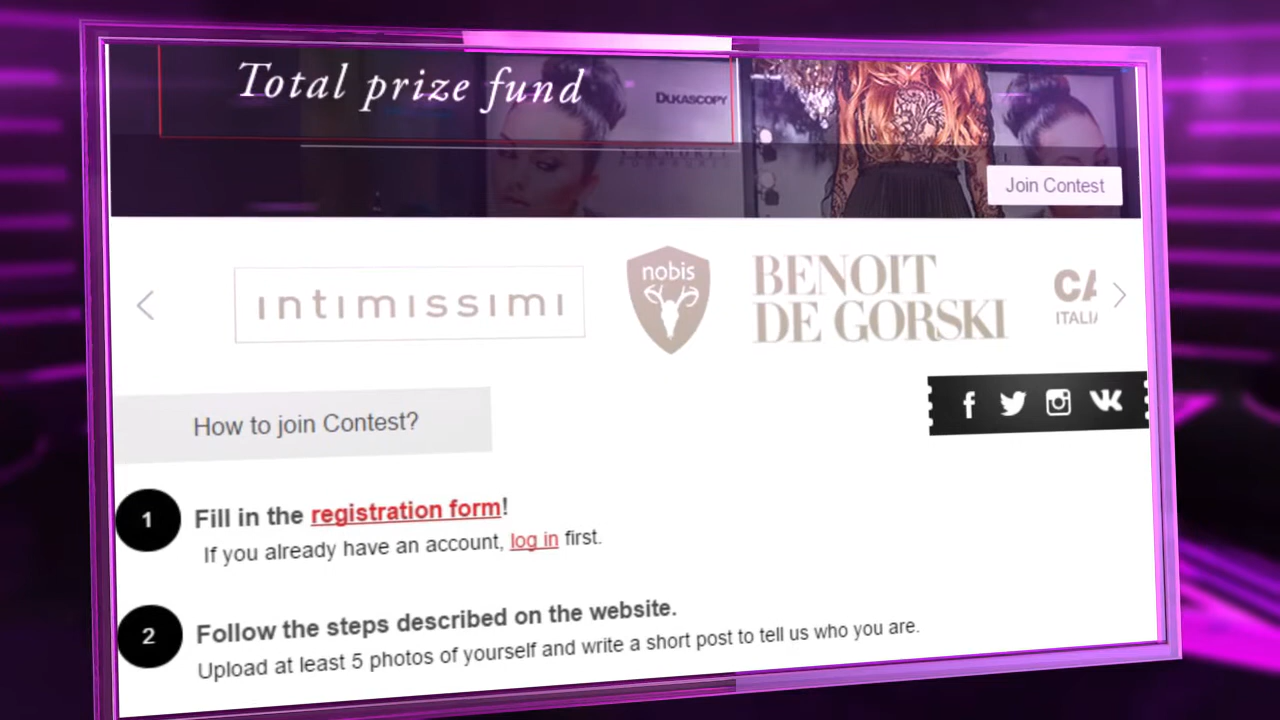 Total prize fund
DUKASCOPY
Join Contest
intimissimi
nobis
BENOIT
DE GORSKI
CA
ITALIA
How to join Contest?
1
Fill in the registration form!
If you already have an account, log in first.
2
Follow the steps described on the website.
Upload at least 5 photos of yourself and write a short post to tell us who you are.